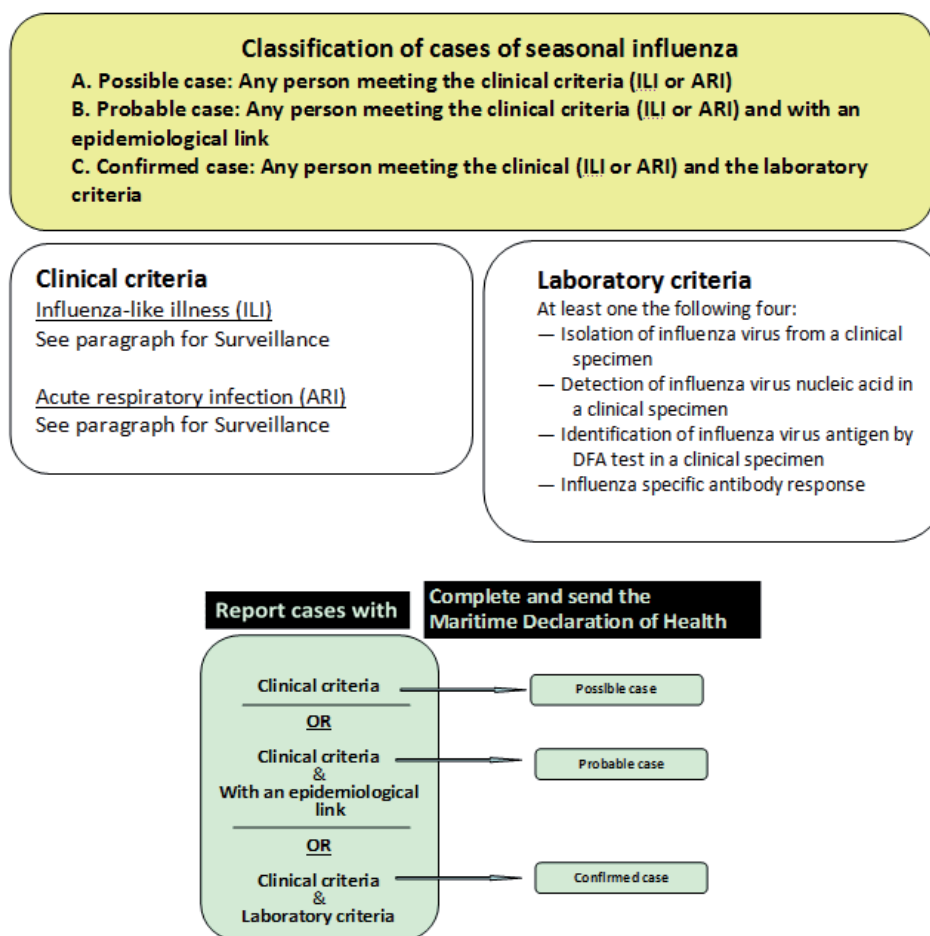 Classification of cases of seasonal influenza
A. Possible case: Any person meeting the clinical criteria (ILI or ARI)
B. Probable case: Any person meeting the clinical criteria (ILI or ARI) and with an
epidemiological link
C. Confirmed case: Any person meeting the clinical (ILI or ARI) and the laboratory
criteria
Clinical criteria
Influenza-like illness (ILI)
See paragraph for Surveillance
Acute respiratory infection (ARI)
See paragraph for Surveillance
Laboratory criteria
At least one the following four:
— Isolation of influenza virus from a clinical
specimen
— Detection of influenza virus nucleic acid in
a clinical specimen
— Identification of influenza virus antigen by
DFA test in a clinical specimen
— Influenza specific antibody response
Report cases with
Complete and send the
Maritime Declaration of Health
Clinical criteria
Possible case
OR
Clinical criteria
&
With an epidemiological
link
Probable case
OR
Clinical criteria
&
Laboratory criteria
Confirmed case